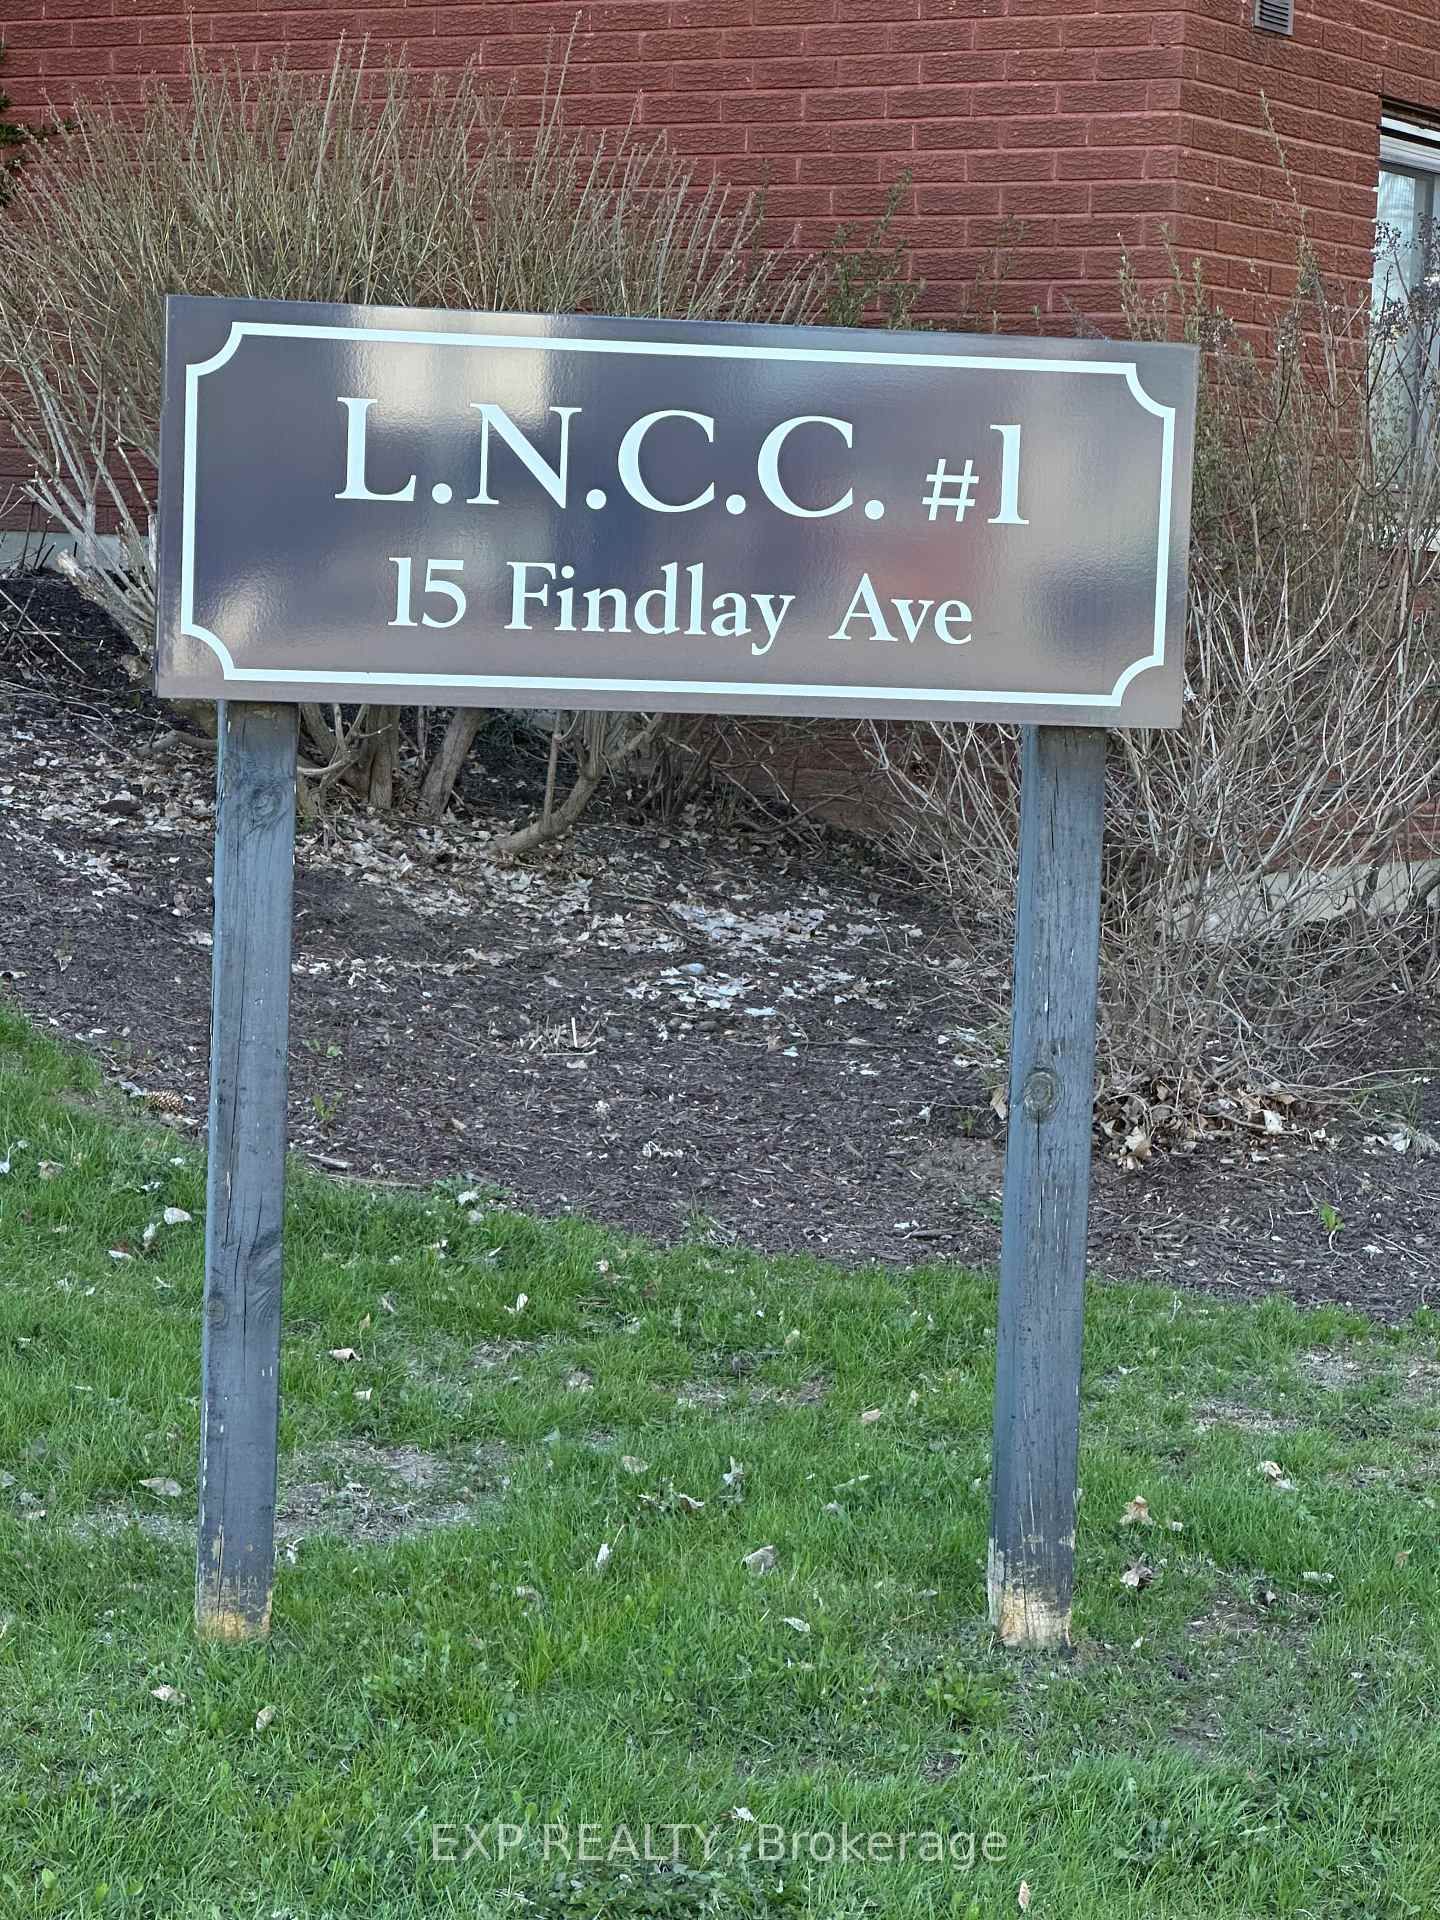 L.N.C.C. #1
15 Findlay Ave
EXP REALTY, Brokerage